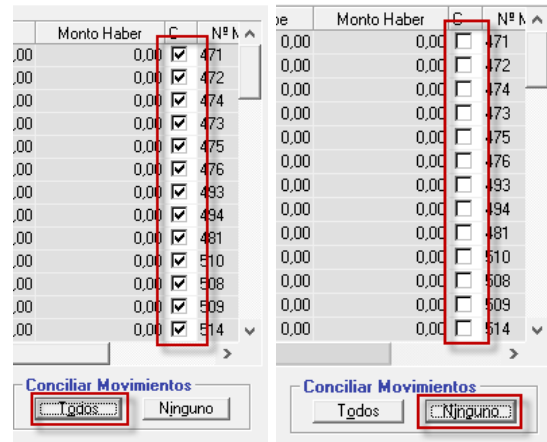 Monto Haber C Nº M
,00 0,00 471
,00 0,00 472
,00 0,00 474
,00 0,00 473
,00 0,00 475
,00 0,00 476
,00 0,00 493
,00 0,00 494
,00 0,00 481
,00 0,00 510
,00 0,00 508
,00 0,00 509
,00 0,00 514
Conciliar Movimientos
Todos Ninguno
be Monto Haber C Nº M
0,00 0,00 471
0,00 0,00 472
0,00 0,00 474
0,00 0,00 473
0,00 0,00 475
0,00 0,00 476
0,00 0,00 493
0,00 0,00 494
0,00 0,00 481
0,00 0,00 510
0,00 0,00 508
0,00 0,00 509
0,00 0,00 514
Conciliar Movimientos
Todos Ninguno